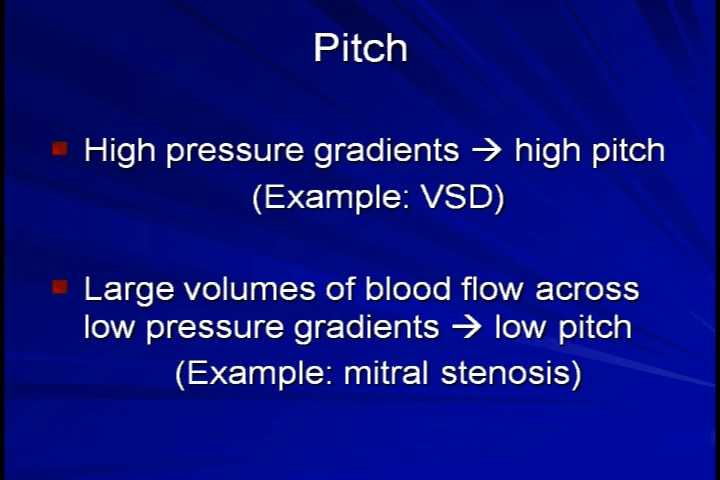 Pitch
High pressure gradients → high pitch
(Example: VSD)
Large volumes of blood flow across
low pressure gradients → low pitch
(Example: mitral stenosis)